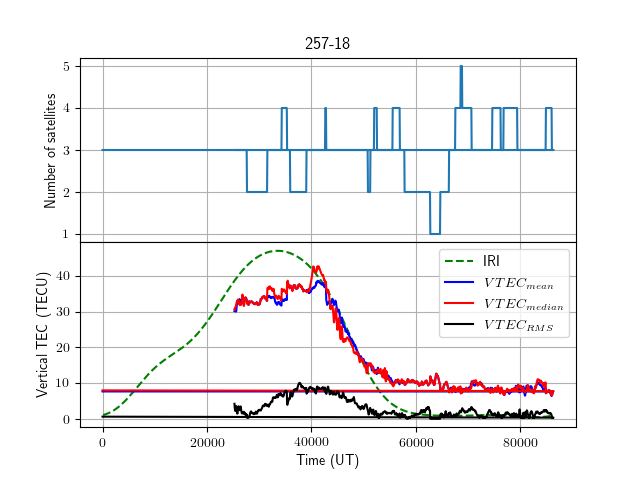 257-18
Number of satellites
5
4
3
2
1
Vertical TEC (TECU)
40
30
20
10
0
IRI
VTEC_mean
VTEC_median
VTEC_RMS
0 20000 40000 60000 80000
Time (UT)